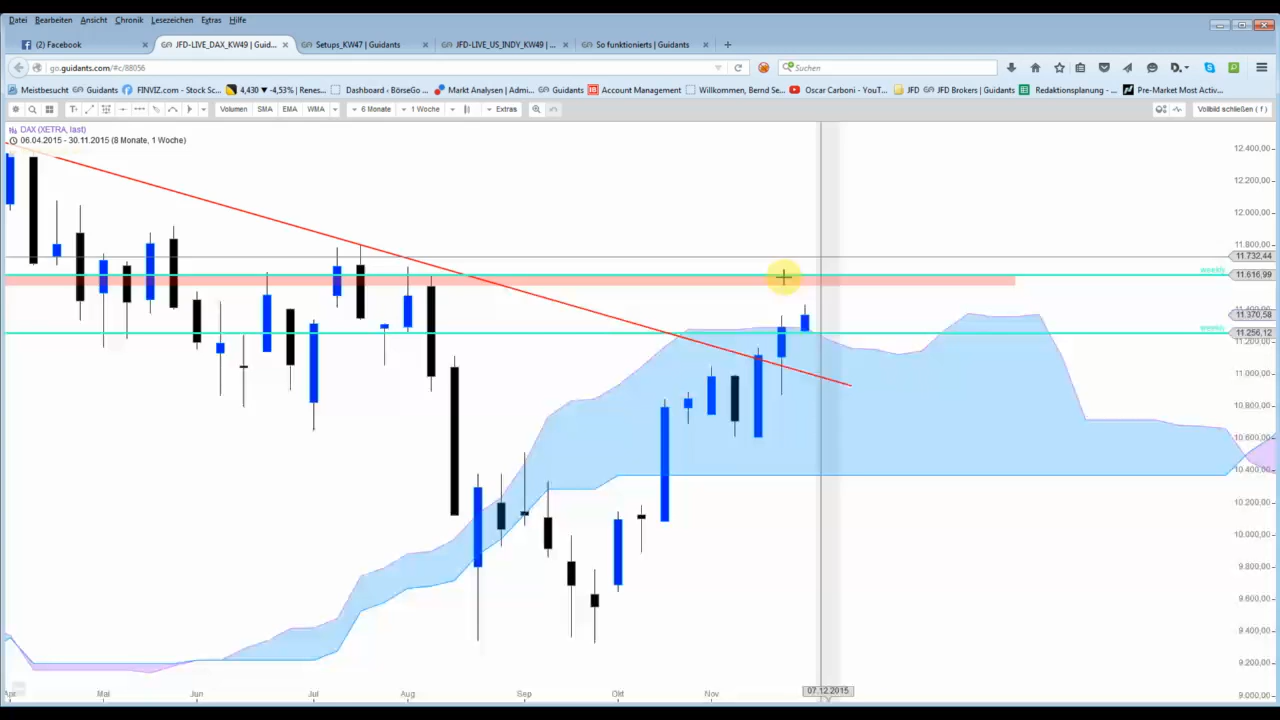 Datei Bearbeiten Ansicht Chronik Lesezeichen Extras Hilfe
(2) Facebook
JFD-LIVE_DAX_KW49 | Guid...
Setups_KW47 | Guidants
JFD-LIVE_US_INDY_KW49 | ...
So funktionierts | Guidants
go.guidants.com/#c/88056
Suchen
Meistbesucht Guidants FINVIZ.com - Stock Sc... 4,430 -4,53% | Renes... Dashboard ‹ BörseGo ... Markt Analysen | Admi... Guidants Account Management Willkommen, Bernd Se... Oscar Carboni - YouT... JFD JFD Brokers | Guidants Redaktionsplanung - ... Pre-Market Most Activ...
Volumen SMA EMA WMA 6 Monate 1 Woche Extras Vollbild schließen ( f )
DAX (XETRA, last)
06.04.2015 - 30.11.2015 (8 Monate, 1 Woche)
12.400,00
12.200,00
12.000,00
11.800,00
11.732,44
weekly
11.616,99
11.400,00
11.370,58
weekly
11.256,12
11.200,00
11.000,00
10.800,00
10.600,00
10.400,00
10.200,00
10.000,00
9.800,00
9.600,00
9.400,00
9.200,00
9.000,00
Apr Mai Jun Jul Aug Sep Okt Nov 07.12.2015